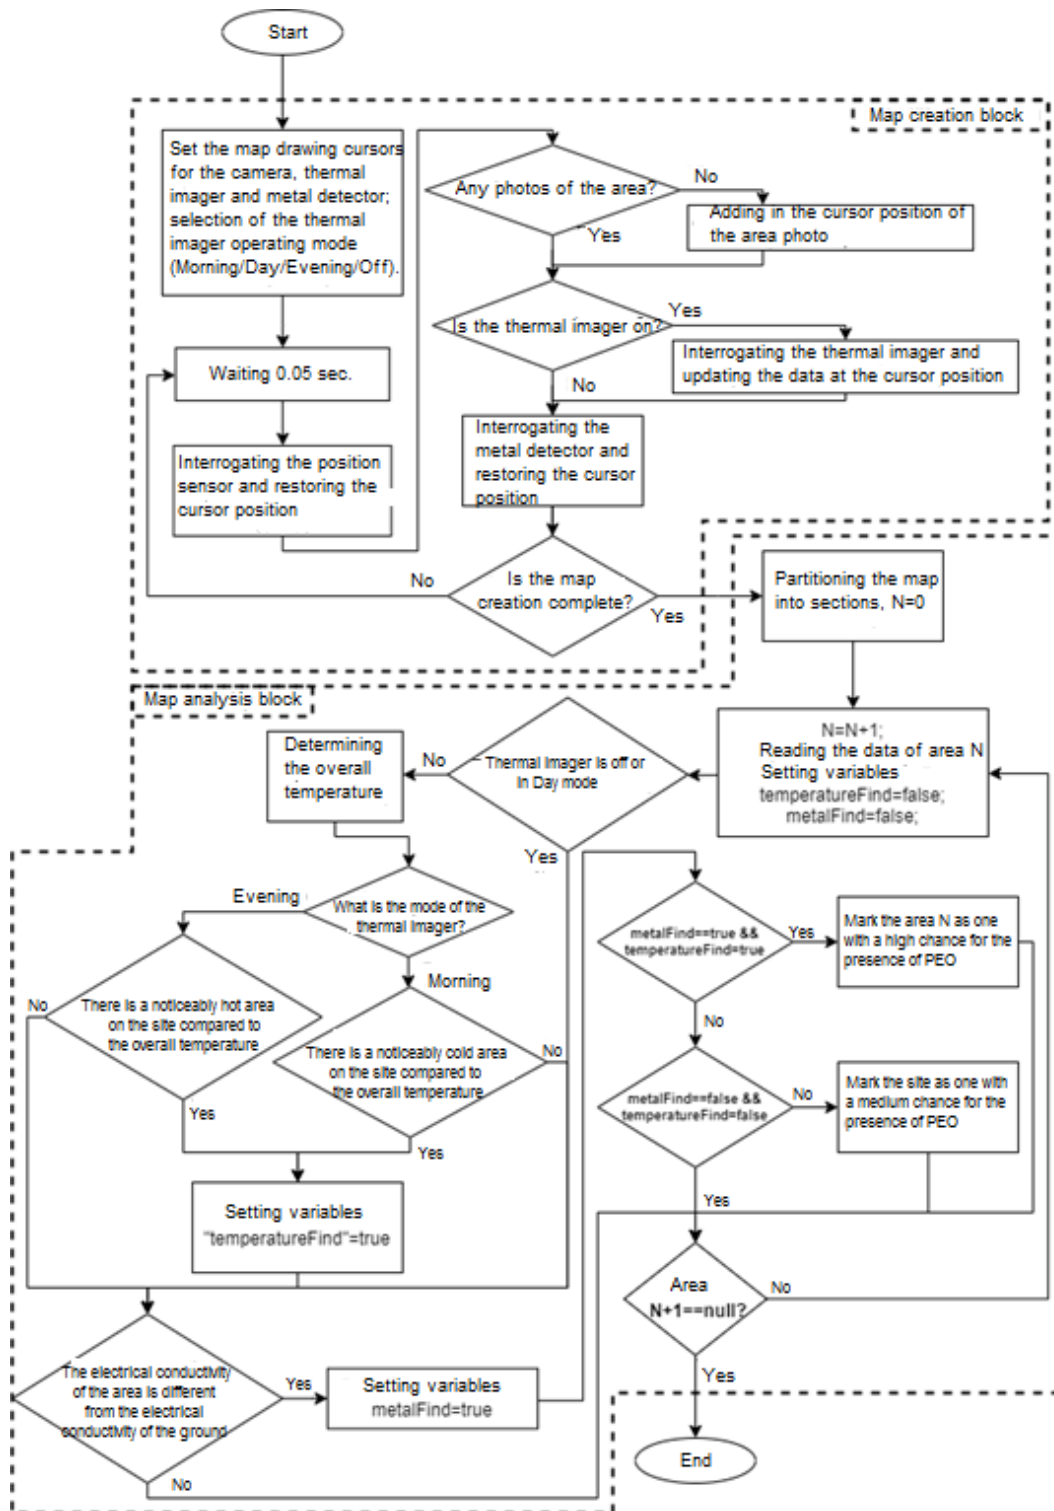 Start
Map creation block
Set the map drawing cursors
for the camera, thermal
imager and metal detector;
selection of the thermal
imager operating mode
(Morning/Day/Evening/Off).
Waiting 0.05 sec.
Interrogating the position
sensor and restoring the
cursor position
Any photos of the area?
No
Yes
Adding in the cursor position of
the area photo
Is the thermal imager on?
Yes
No
Interrogating the thermal imager and
updating the data at the cursor position
Interrogating the
metal detector and
restoring the cursor
position
Is the map
creation complete?
No
Yes
Partitioning the map
into sections, N=0
Map analysis block
N=N+1;
Reading the data of area N
Setting variables
temperatureFind=false;
metalFind=false;
Thermal Imager is off or
In Day mode
No
Yes
Determining
the overall
temperature
What is the mode of the
thermal Imager?
Evening
Morning
There is a noticeably hot area
on the site compared to
the overall temperature
No
Yes
There is a noticeably cold area
on the site compared to
the overall temperature
No
Yes
Setting variables
"temperatureFind"=true
The electrical conductivity
of the area is different
from the electrical
conductivity of the ground
Yes
No
Setting variables
metalFind=true
metalFind==true &&
temperatureFind=true
Yes
No
Mark the area N as one
with a high chance for the
presence of PEO
metalFind==false &&
temperatureFind=false
No
Yes
Mark the site as one with
a medium chance for the
presence of PEO
Area
N+1==null?
No
Yes
End